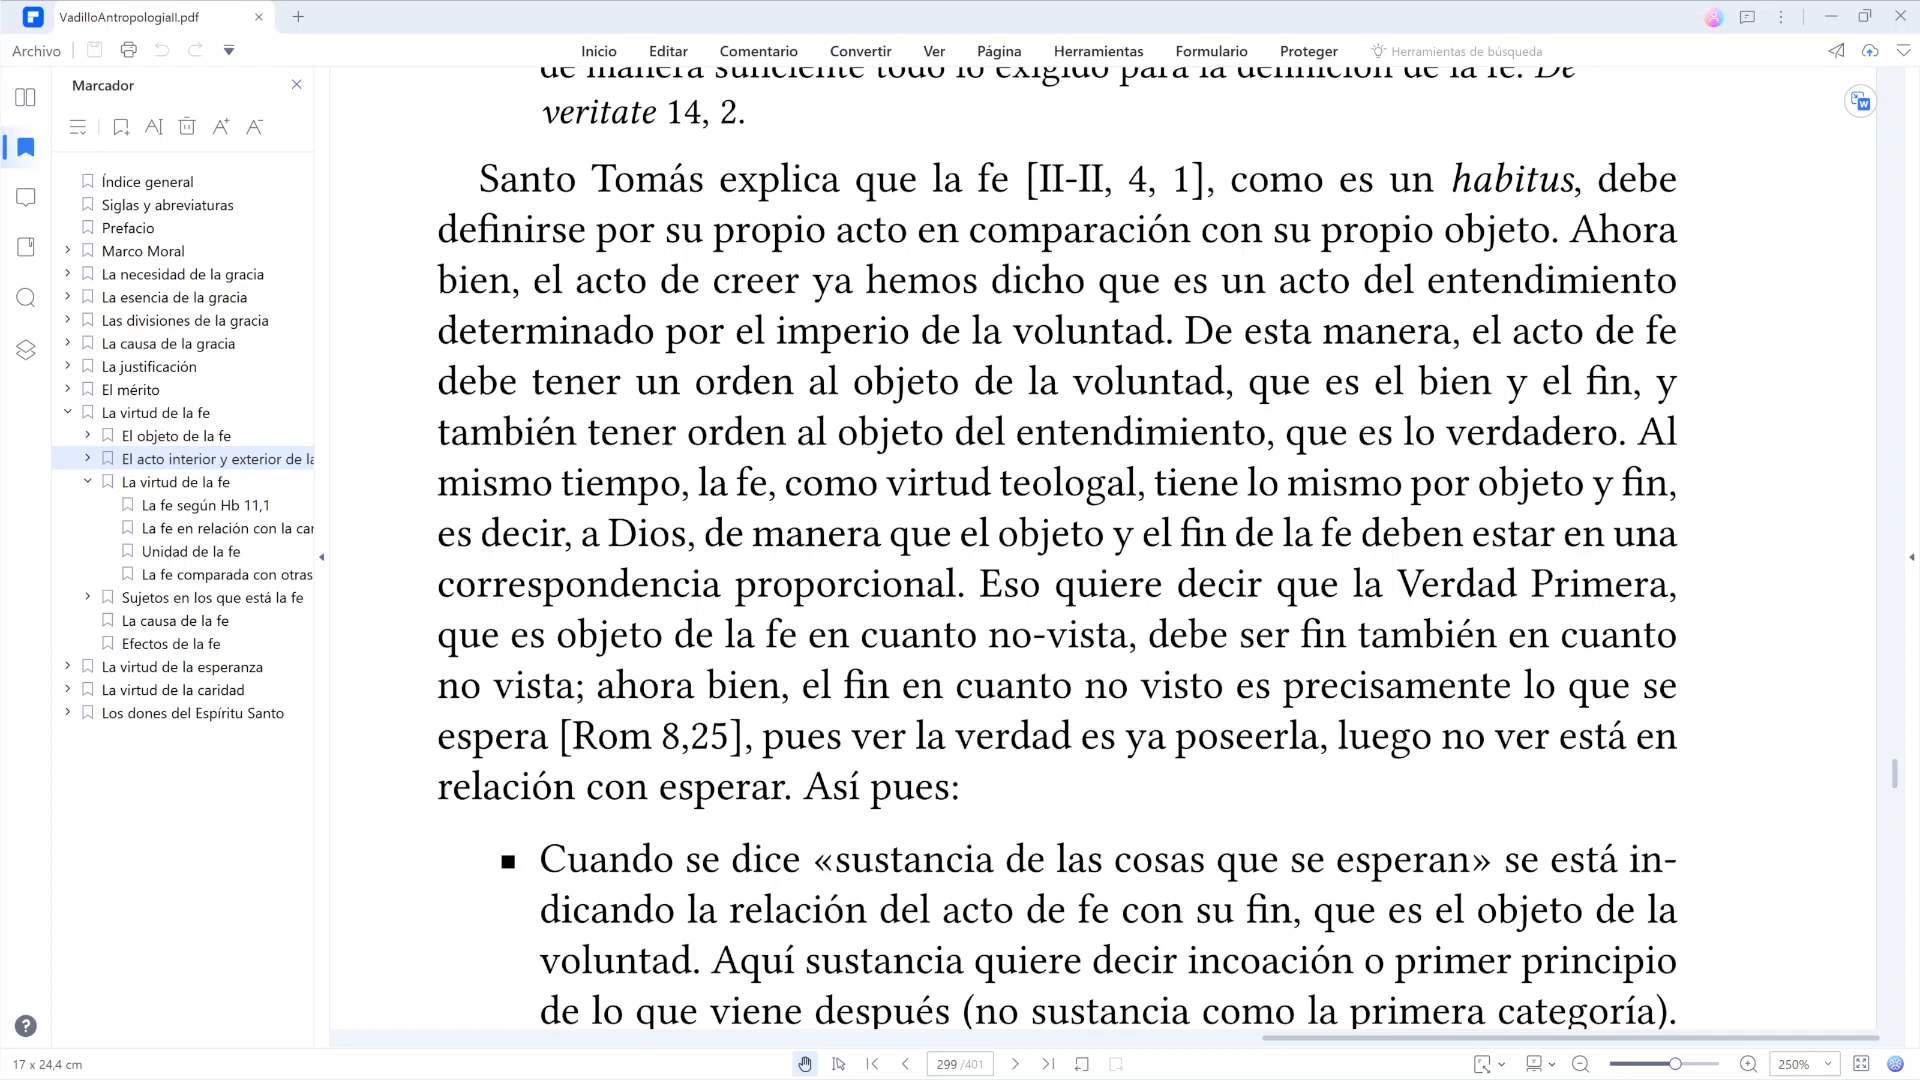 VadilloAntropologiaII.pdf
Archivo
Inicio
Editar
Comentario
Convertir
Ver
Página
Herramientas
Formulario
Proteger
Herramientas de búsqueda
Marcador
Índice general
Siglas y abreviaturas
Prefacio
Marco Moral
La necesidad de la gracia
La esencia de la gracia
Las divisiones de la gracia
La causa de la gracia
La justificación
El mérito
La virtud de la fe
El objeto de la fe
El acto interior y exterior de la
La virtud de la fe
La fe según Hb 11,1
La fe en relación con la car
Unidad de la fe
La fe comparada con otras
Sujetos en los que está la fe
La causa de la fe
Efectos de la fe
La virtud de la esperanza
La virtud de la caridad
Los dones del Espíritu Santo
de manera suficiente todo lo exigido para la definición de la fe. De
veritate 14, 2.
Santo Tomás explica que la fe [II-II, 4, 1], como es un habitus, debe
definirse por su propio acto en comparación con su propio objeto. Ahora
bien, el acto de creer ya hemos dicho que es un acto del entendimiento
determinado por el imperio de la voluntad. De esta manera, el acto de fe
debe tener un orden al objeto de la voluntad, que es el bien y el fin, y
también tener orden al objeto del entendimiento, que es lo verdadero. Al
mismo tiempo, la fe, como virtud teologal, tiene lo mismo por objeto y fin,
es decir, a Dios, de manera que el objeto y el fin de la fe deben estar en una
correspondencia proporcional. Eso quiere decir que la Verdad Primera,
que es objeto de la fe en cuanto no-vista, debe ser fin también en cuanto
no vista; ahora bien, el fin en cuanto no visto es precisamente lo que se
espera [Rom 8,25], pues ver la verdad es ya poseerla, luego no ver está en
relación con esperar. Así pues:
■ Cuando se dice «sustancia de las cosas que se esperan» se está in-
dicando la relación del acto de fe con su fin, que es el objeto de la
voluntad. Aquí sustancia quiere decir incoación o primer principio
de lo que viene después (no sustancia como la primera categoría).
17 x 24,4 cm
299 /401
250%